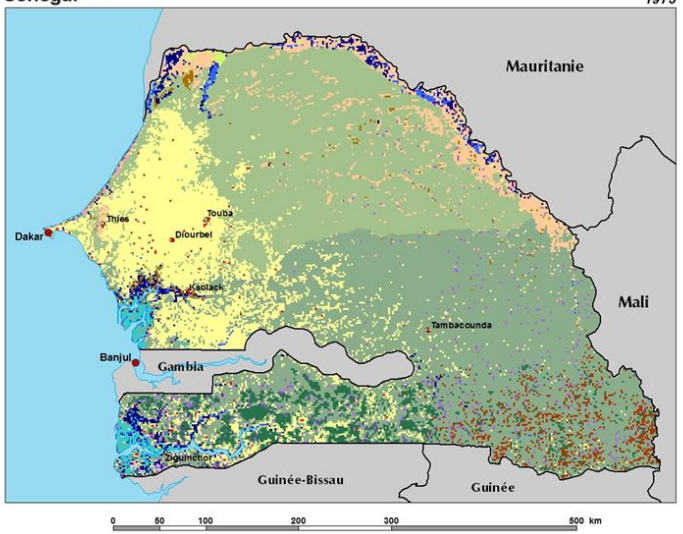 Mauritanie
Thiès
Touba
Diourbel
Dakar
Kaolack
Mali
Tambacounda
Banjul
Gambia
Ziguinchor
Guinée-Bissau
Guinée
0 50 100 200 300 500 km